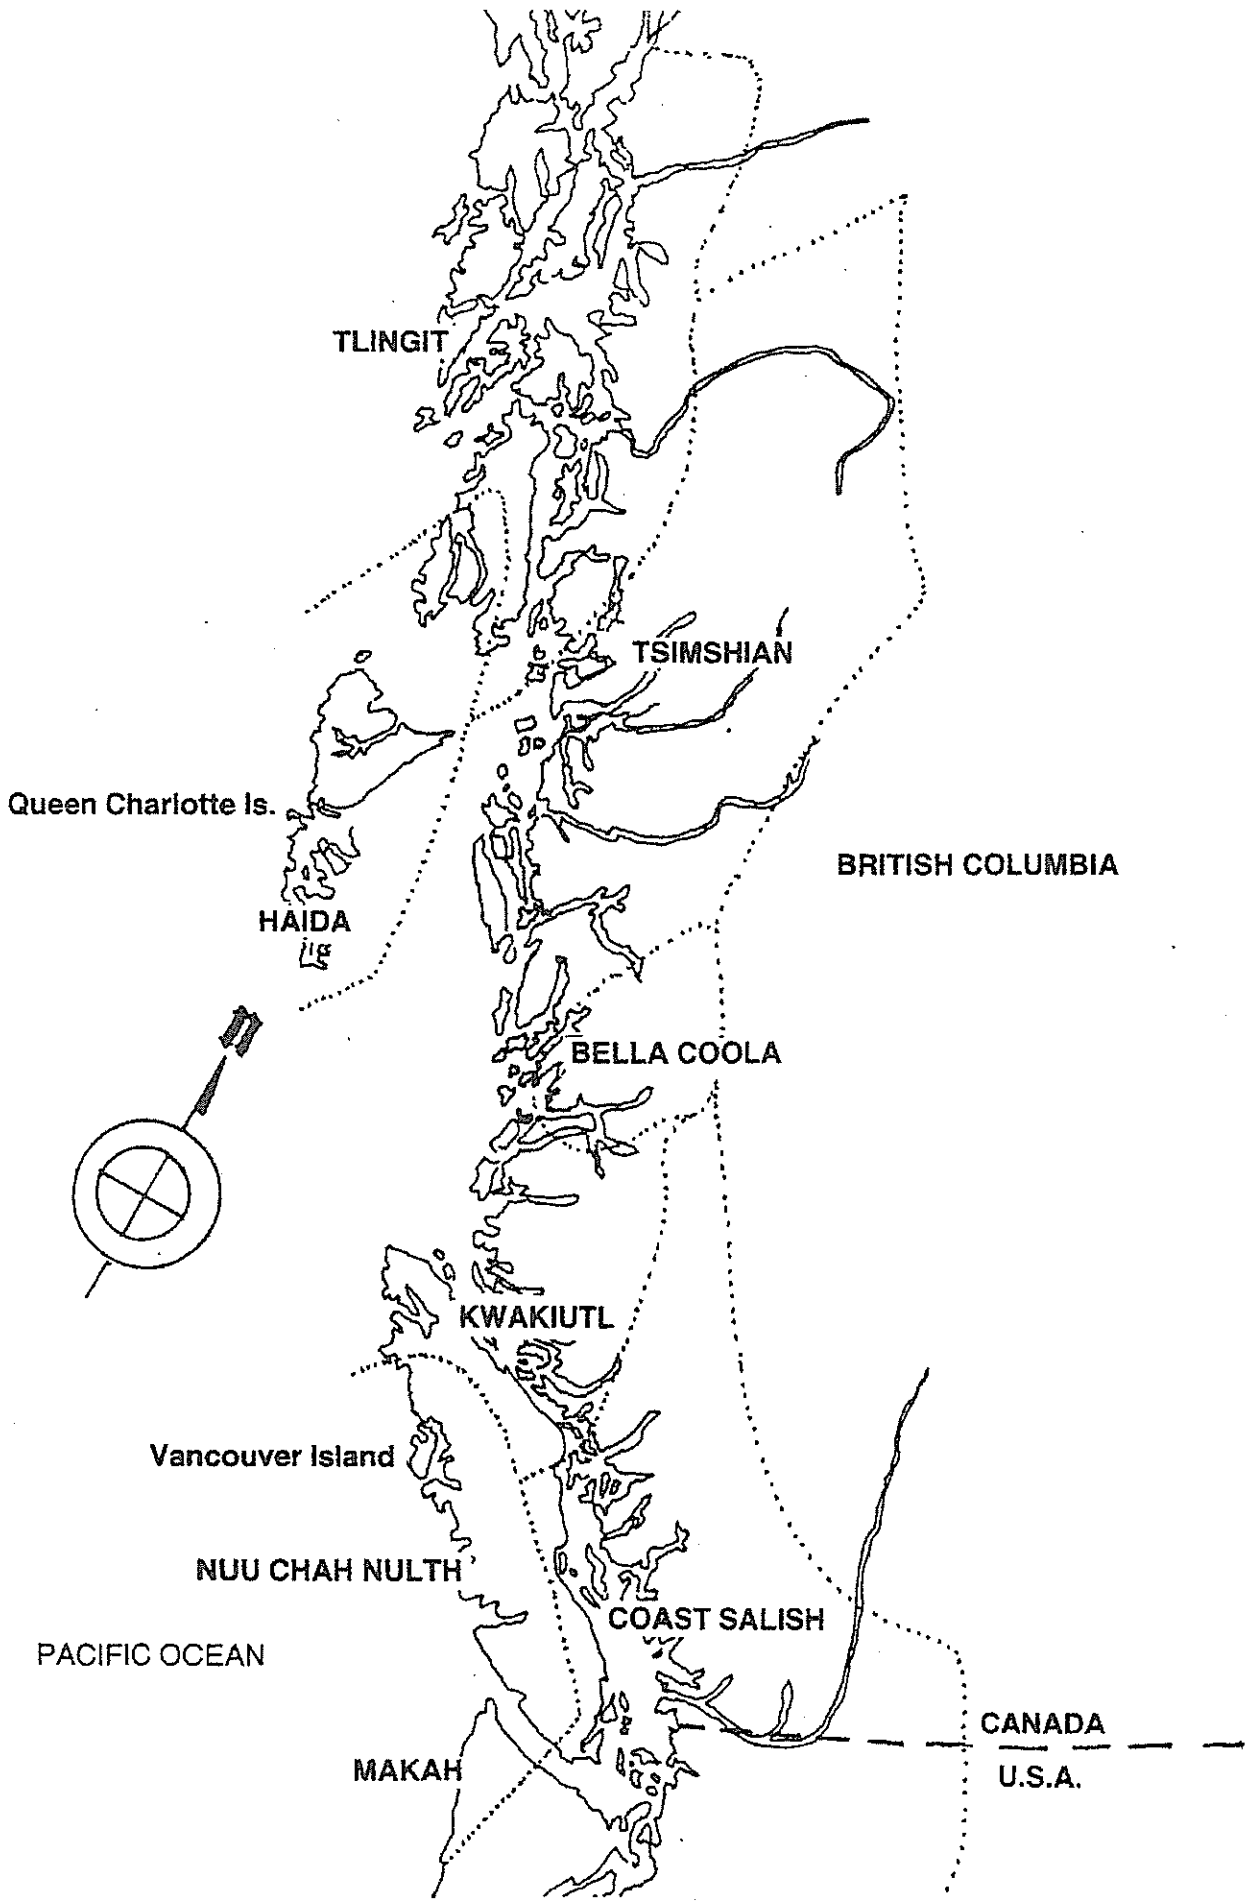 TLINGIT
TSIMSHIAN
Queen Charlotte Is.
BRITISH COLUMBIA
HAIDA
N
BELLA COOLA
KWAKIUTL
Vancouver Island
NUU CHAH NULTH
COAST SALISH
PACIFIC OCEAN
CANADA
MAKAH
U.S.A.